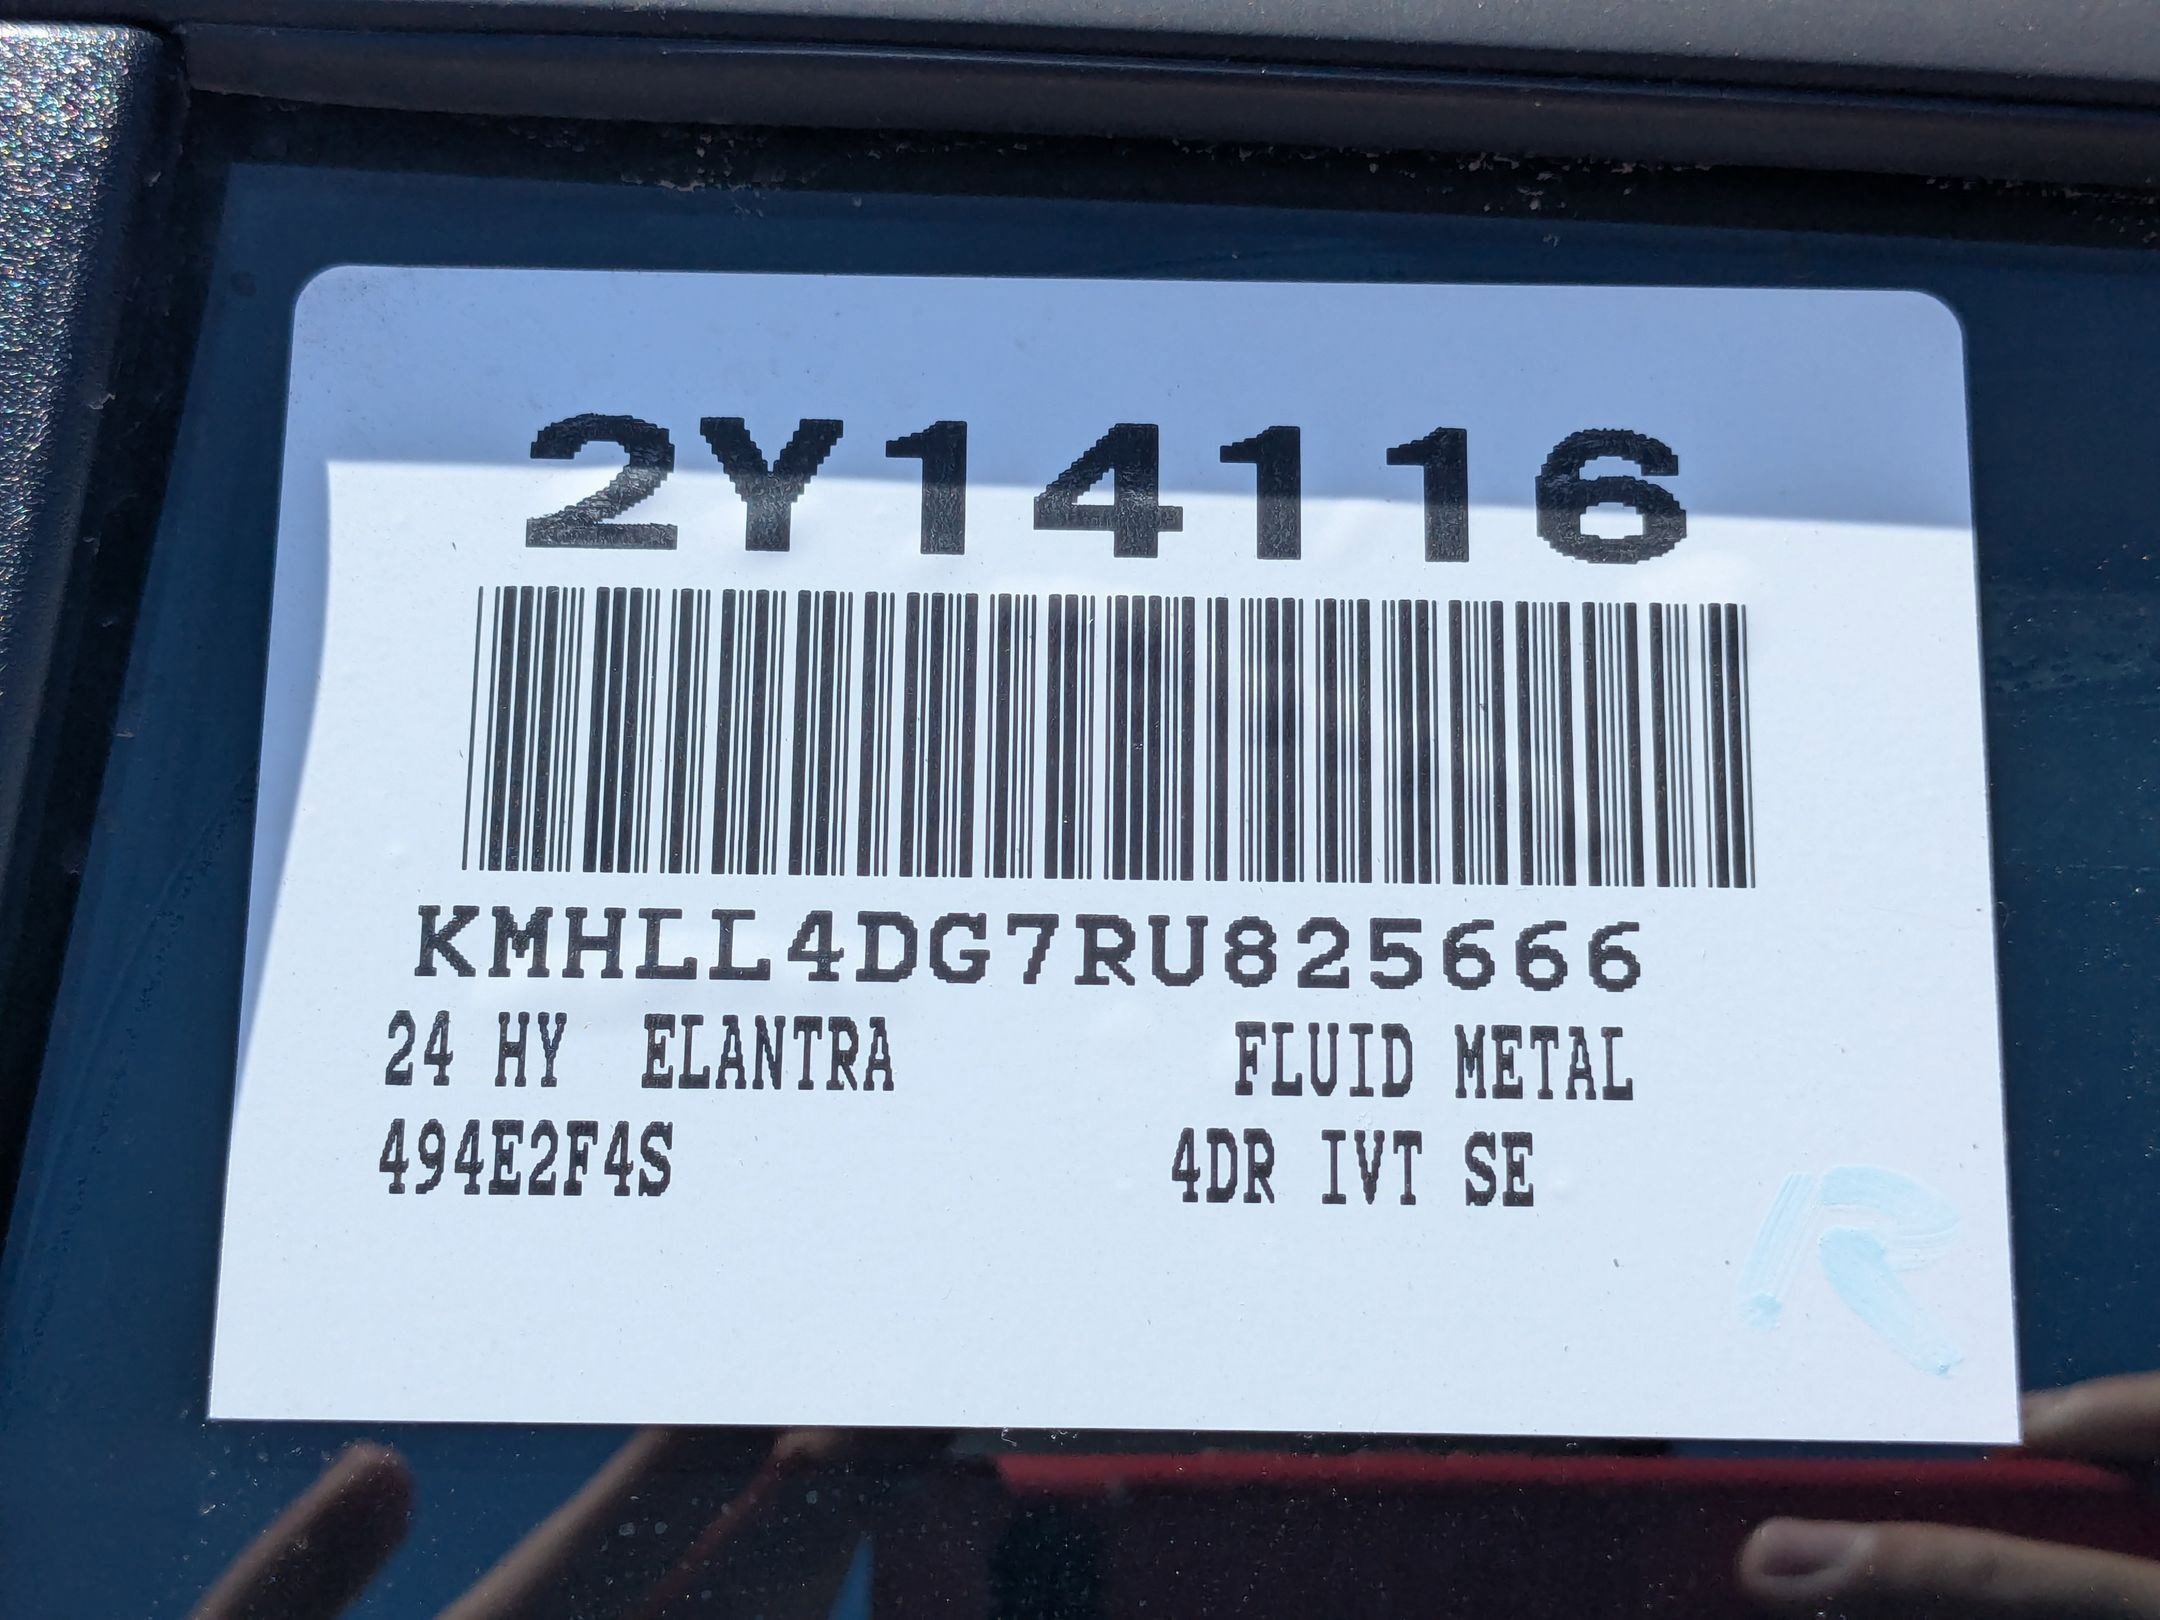 2Y14116
KMHLL4DG7RU825666
24 HY ELANTRA FLUID METAL
494E2F4S 4DR IVT SE
R